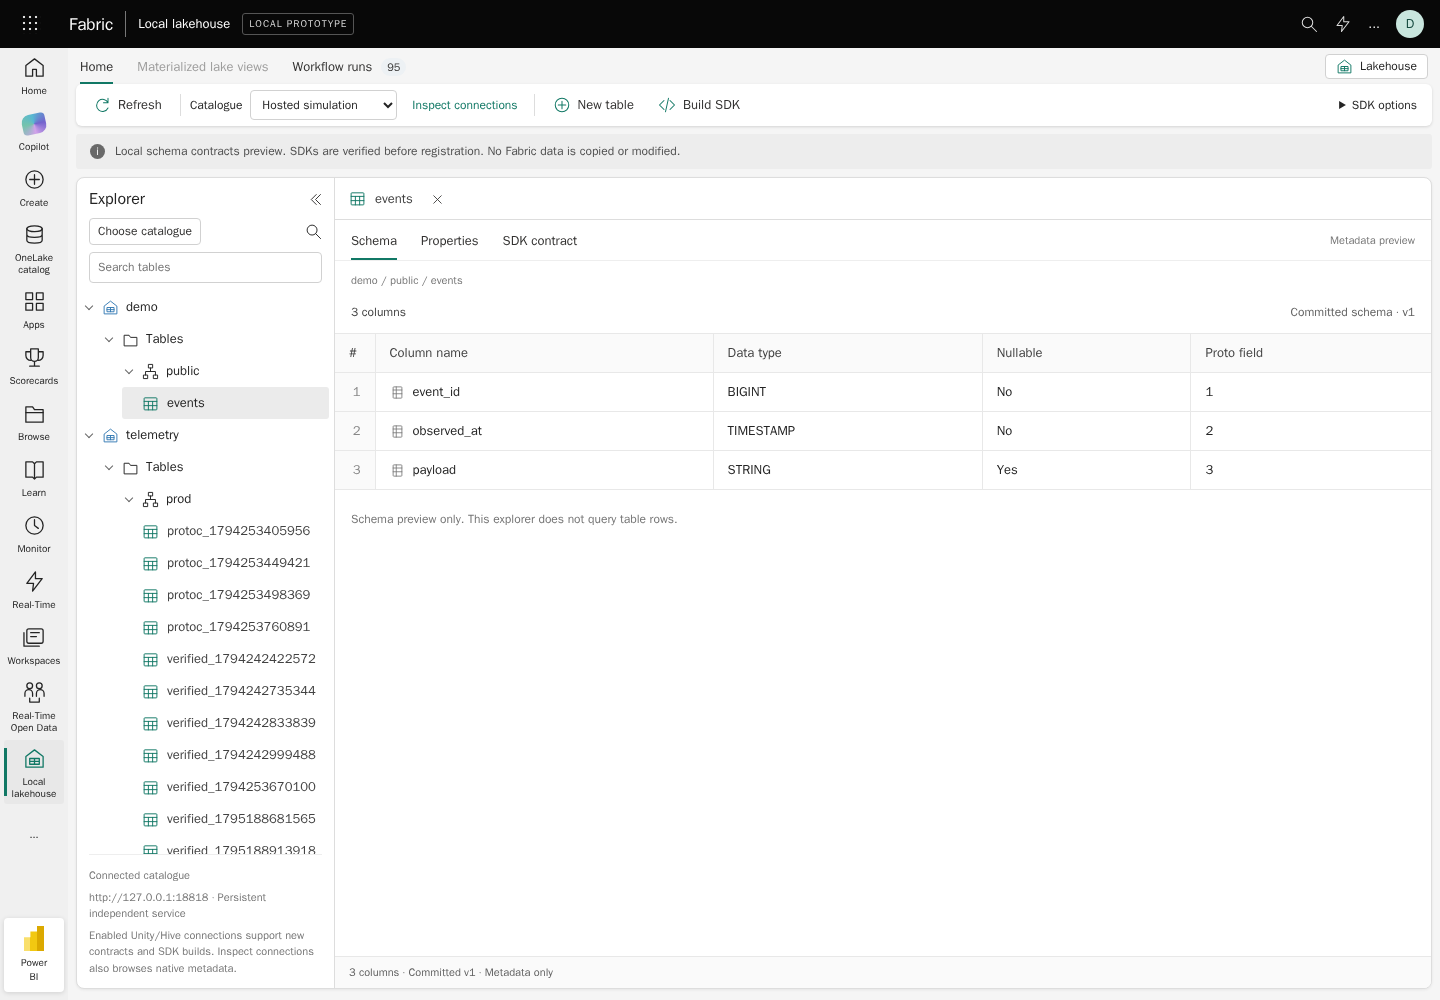 Fabric
Local lakehouse
LOCAL PROTOTYPE
...
D
Home
Copilot
Create
OneLake
catalog
Apps
Scorecards
Browse
Learn
Monitor
Real-Time
Workspaces
Real-Time
Open Data
Local
lakehouse
...
Power
BI
Home
Materialized lake views
Workflow runs 95
Lakehouse
Refresh
Catalogue
Hosted simulation
Inspect connections
New table
Build SDK
SDK options
Local schema contracts preview. SDKs are verified before registration. No Fabric data is copied or modified.
Explorer
Choose catalogue
Search tables
demo
Tables
public
events
telemetry
Tables
prod
protoc_1794253405956
protoc_1794253449421
protoc_1794253498369
protoc_1794253760891
verified_1794242422572
verified_1794242735344
verified_1794242833839
verified_1794242999488
verified_1794253670100
verified_1795188681565
verified_1795188913918
Connected catalogue
http://127.0.0.1:18818 · Persistent
independent service
Enabled Unity/Hive connections support new
contracts and SDK builds. Inspect connections
also browses native metadata.
events
Schema
Properties
SDK contract
Metadata preview
demo / public / events
3 columns
Committed schema · v1
# Column name Data type Nullable Proto field
1 event_id BIGINT No 1
2 observed_at TIMESTAMP No 2
3 payload STRING Yes 3
Schema preview only. This explorer does not query table rows.
3 columns · Committed v1 · Metadata only